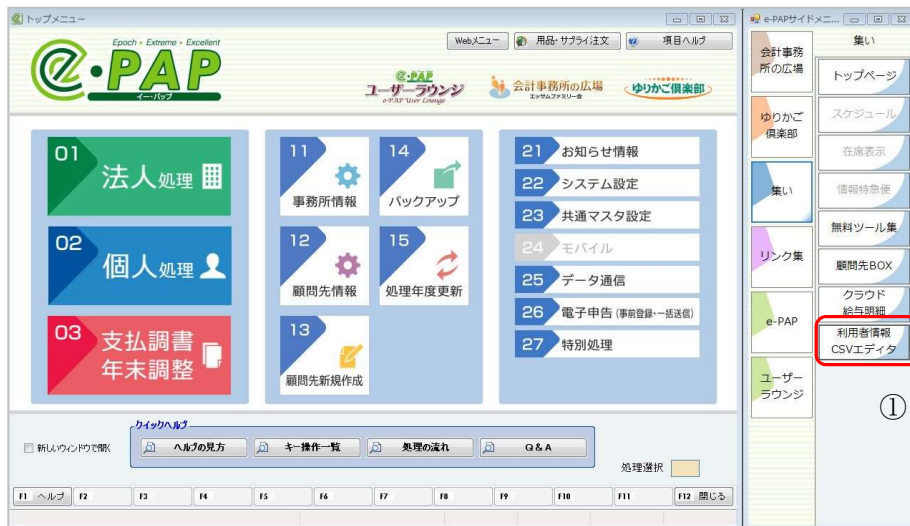 トップメニュー
Epoch・Extreme・Excellent
e・PAP
イー・パップ
Webメニュー
用品・サプライ注文
項目ヘルプ
e・PAP
ユーザーラウンジ
e-PAP User Lounge
会計事務所の広場
エッサムファミリー会
ゆりかご倶楽部
01
法人処理
02
個人処理
03
支払調書
年末調整
11
事務所情報
14
バックアップ
12
顧問先情報
15
処理年度更新
13
顧問先新規作成
21 お知らせ情報
22 システム設定
23 共通マスタ設定
24 モバイル
25 データ通信
26 電子申告(事前登録・一括送信)
27 特別処理
クイックヘルプ
新しいウィンドウで開く
ヘルプの見方
キー操作一覧
処理の流れ
Q&A
処理選択
F1 ヘルプ F2 F3 F4 F5 F6 F7 F8 F9 F10 F11 F12 閉じる
e-PAPサイドメニ...
会計事務
所の広場
ゆりかご
倶楽部
集い
リンク集
e-PAP
ユーザー
ラウンジ
集い
トップページ
スケジュール
在席表示
情報特急便
無料ツール集
顧問先BOX
クラウド
給与明細
利用者情報
CSVエディタ
①